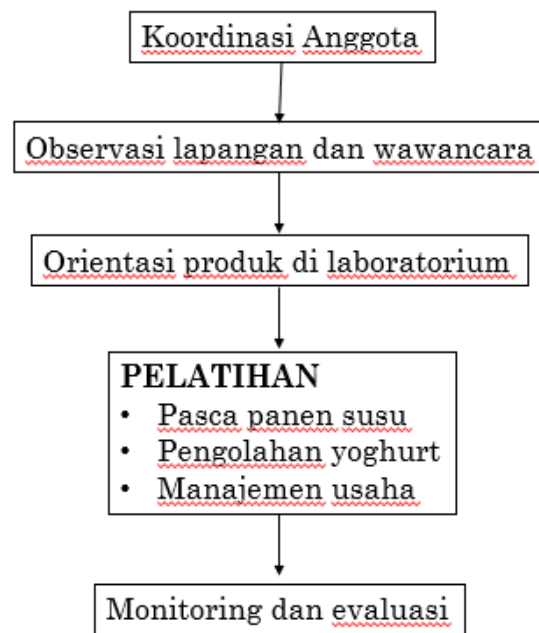 Koordinasi Anggota
Observasi lapangan dan wawancara
Orientasi produk di laboratorium
PELATIHAN
• Pasca panen susu
• Pengolahan yoghurt
• Manajemen usaha
Monitoring dan evaluasi